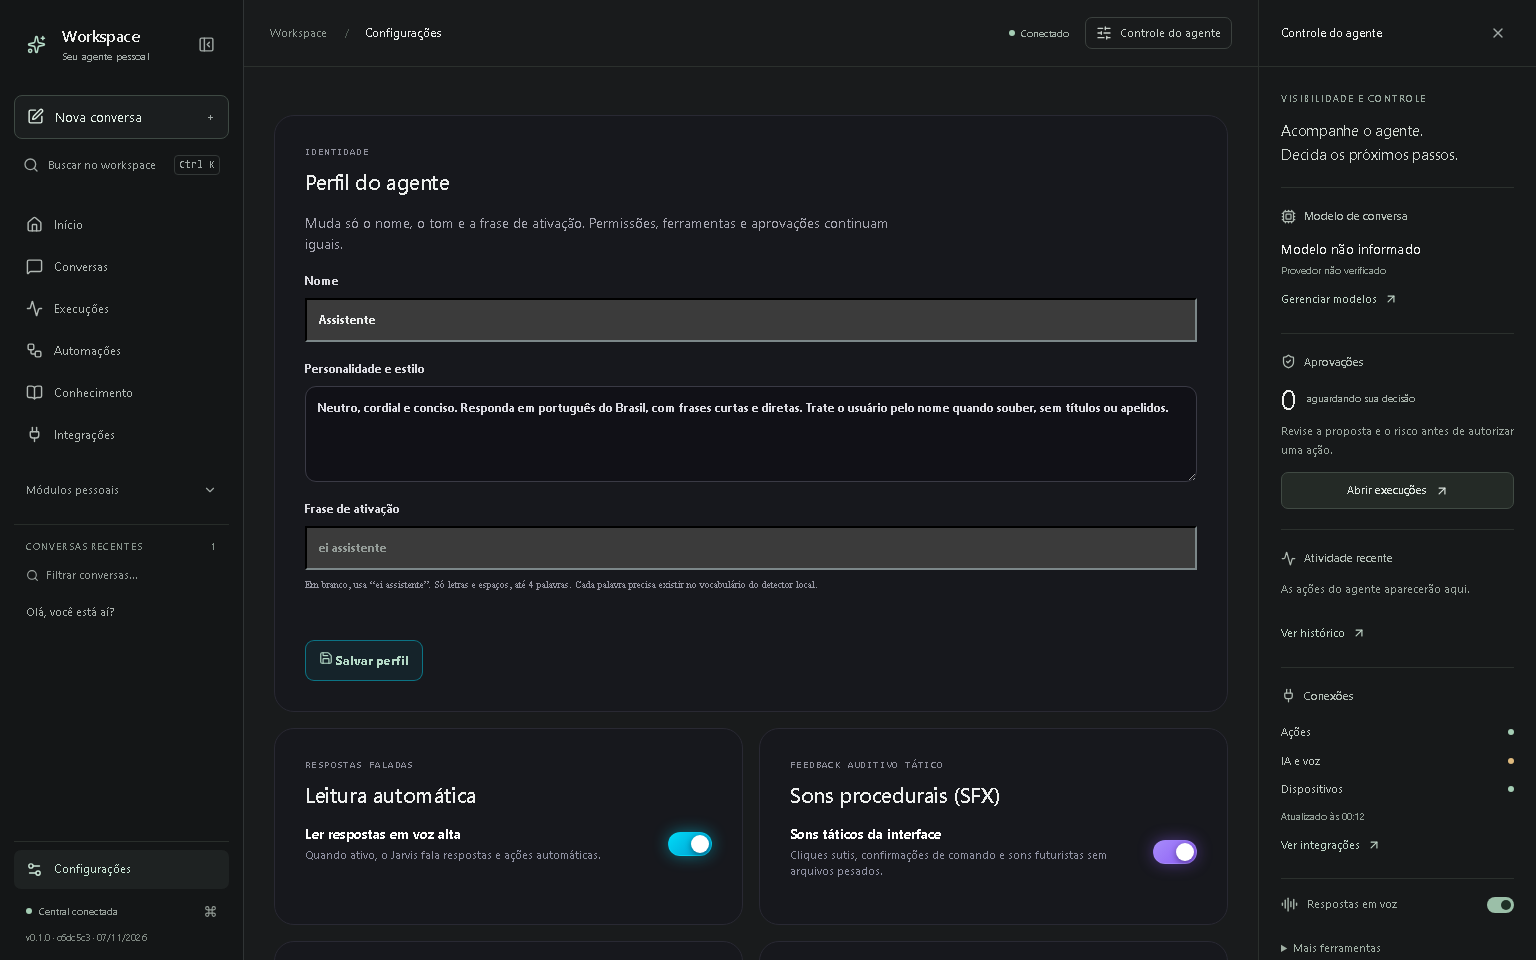 Workspace
Seu agente pessoal
Nova conversa +
Buscar no workspace Ctrl K
Início
Conversas
Execuções
Automações
Conhecimento
Integrações
Módulos pessoais
CONVERSAS RECENTES 1
Filtrar conversas...
Olá, você está aí?
Configurações
Central conectada ⌘
v0.1.0 · c6dc5c3 · 07/11/2026
Workspace / Configurações
Conectado
Controle do agente
IDENTIDADE
Perfil do agente
Muda só o nome, o tom e a frase de ativação. Permissões, ferramentas e aprovações continuam
iguais.
Nome
Assistente
Personalidade e estilo
Neutro, cordial e conciso. Responda em português do Brasil, com frases curtas e diretas. Trate o usuário pelo nome quando souber, sem títulos ou apelidos.
Frase de ativação
ei assistente
Em branco, usa “ei assistente”. Só letras e espaços, até 4 palavras. Cada palavra precisa existir no vocabulário do detector local.
Salvar perfil
RESPOSTAS FALADAS
Leitura automática
Ler respostas em voz alta
Quando ativo, o Jarvis fala respostas e ações automáticas.
FEEDBACK AUDITIVO TÁTICO
Sons procedurais (SFX)
Sons táticos da interface
Cliques sutis, confirmações de comando e sons futuristas sem
arquivos pesados.
Controle do agente
VISIBILIDADE E CONTROLE
Acompanhe o agente.
Decida os próximos passos.
Modelo de conversa
Modelo não informado
Provedor não verificado
Gerenciar modelos
Aprovações
0 aguardando sua decisão
Revise a proposta e o risco antes de autorizar
uma ação.
Abrir execuções
Atividade recente
As ações do agente aparecerão aqui.
Ver histórico
Conexões
Ações
IA e voz
Dispositivos
Atualizado às 00:12
Ver integrações
Respostas em voz
Mais ferramentas